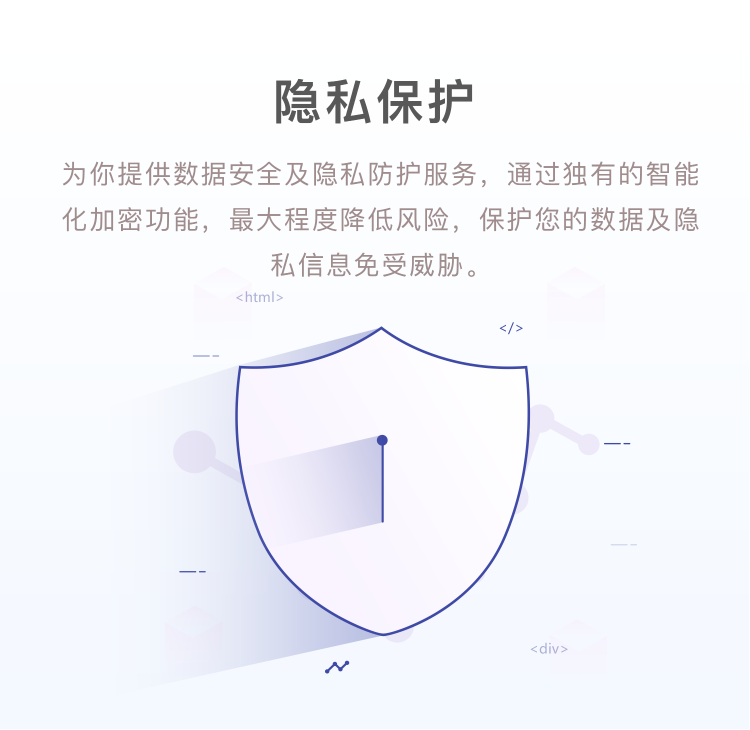 隐私保护
为你提供数据安全及隐私防护服务，通过独有的智能
化加密功能，最大程度降低风险，保护您的数据及隐
私信息免受威胁。
<html>
</>
<div>